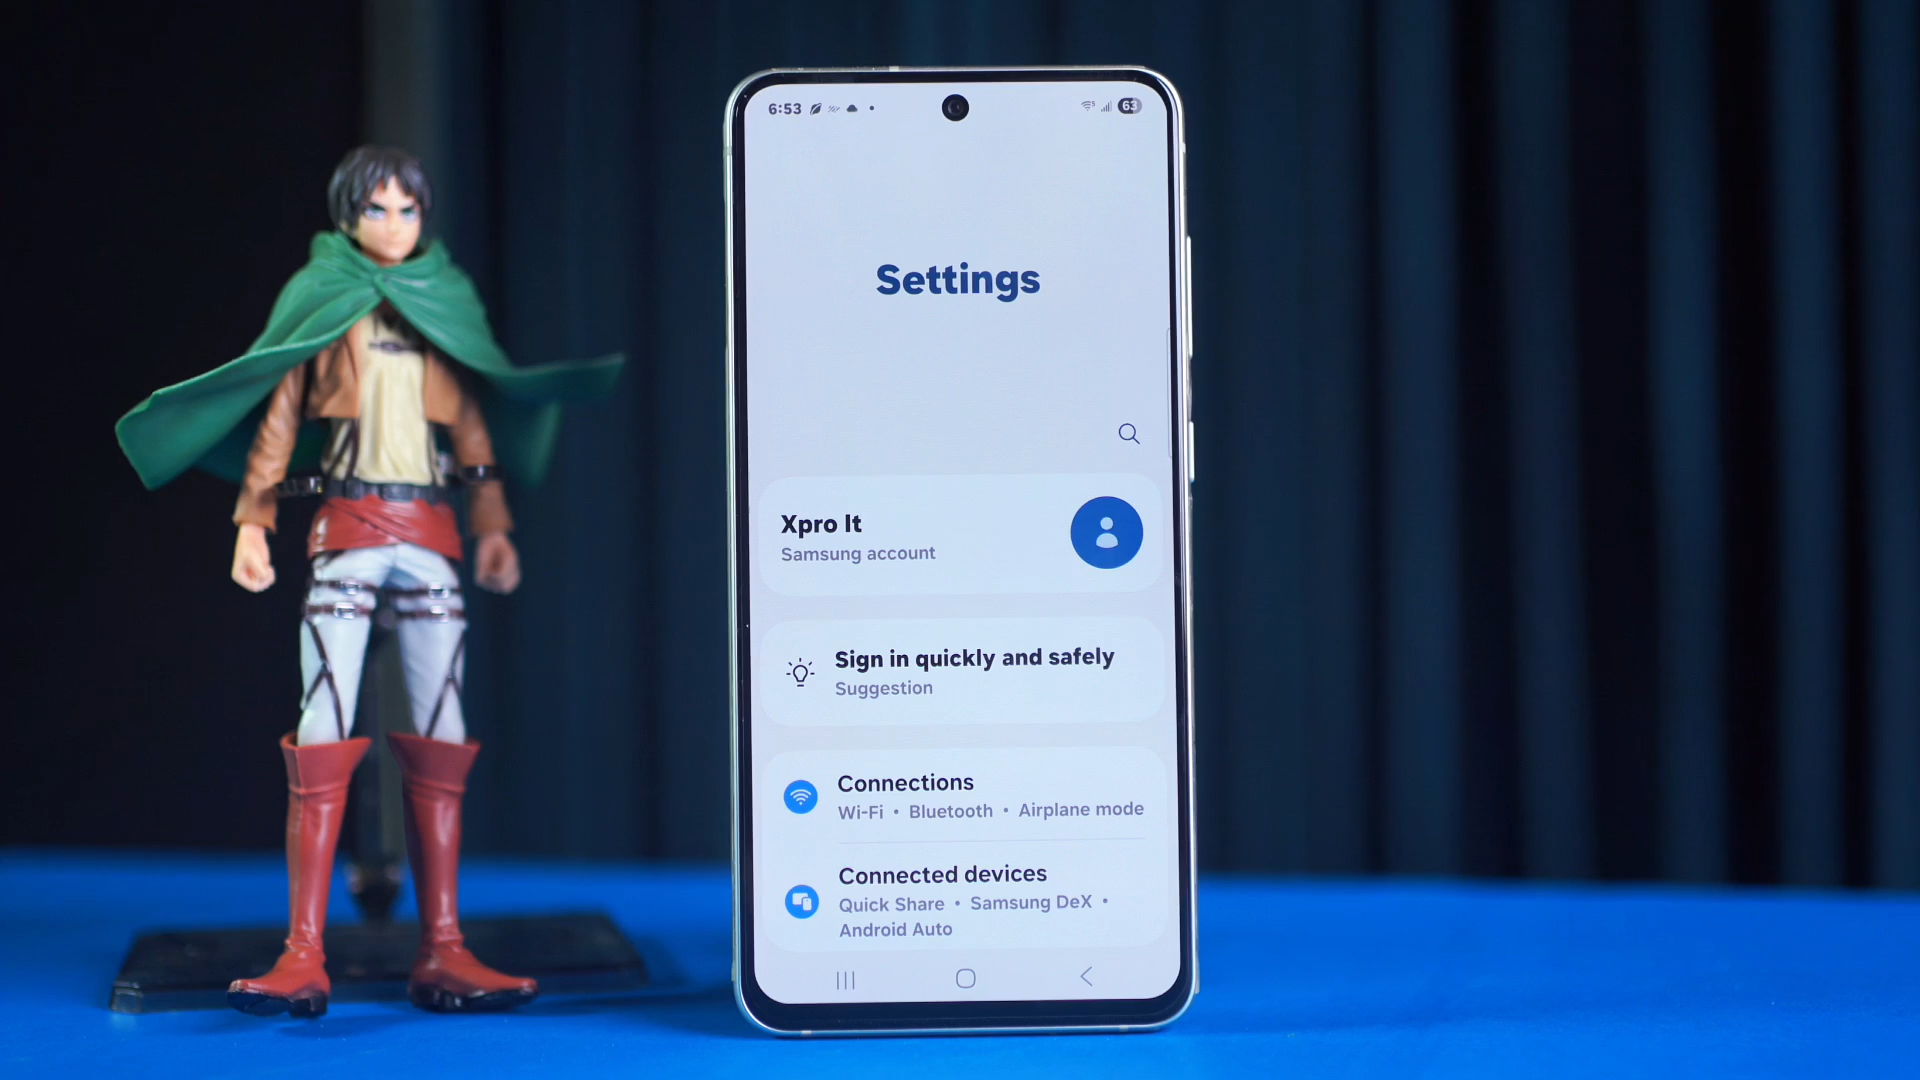 6:53
63
Settings
Xpro It
Samsung account
Sign in quickly and safely
Suggestion
Connections
Wi-Fi • Bluetooth • Airplane mode
Connected devices
Quick Share • Samsung DeX •
Android Auto